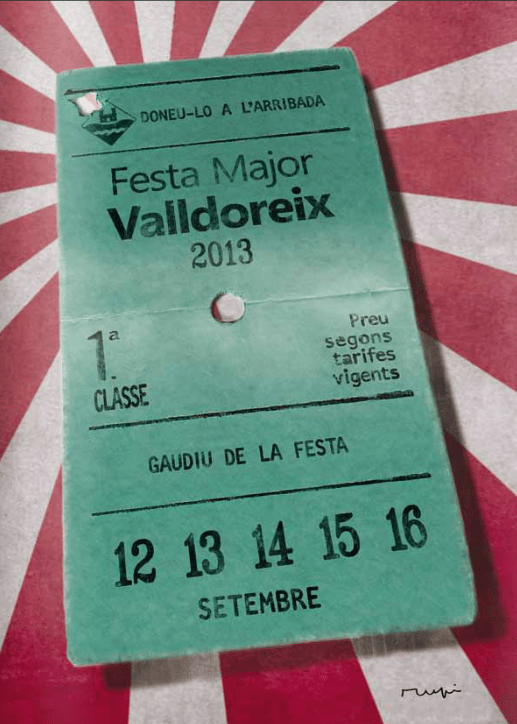 DONEU-LO A L'ARRIBADA
Festa Major
Valldoreix
2013
1.ª
CLASSE
Preu
segons
tarifes
vigents
GAUDIU DE LA FESTA
12 13 14 15 16
SETEMBRE